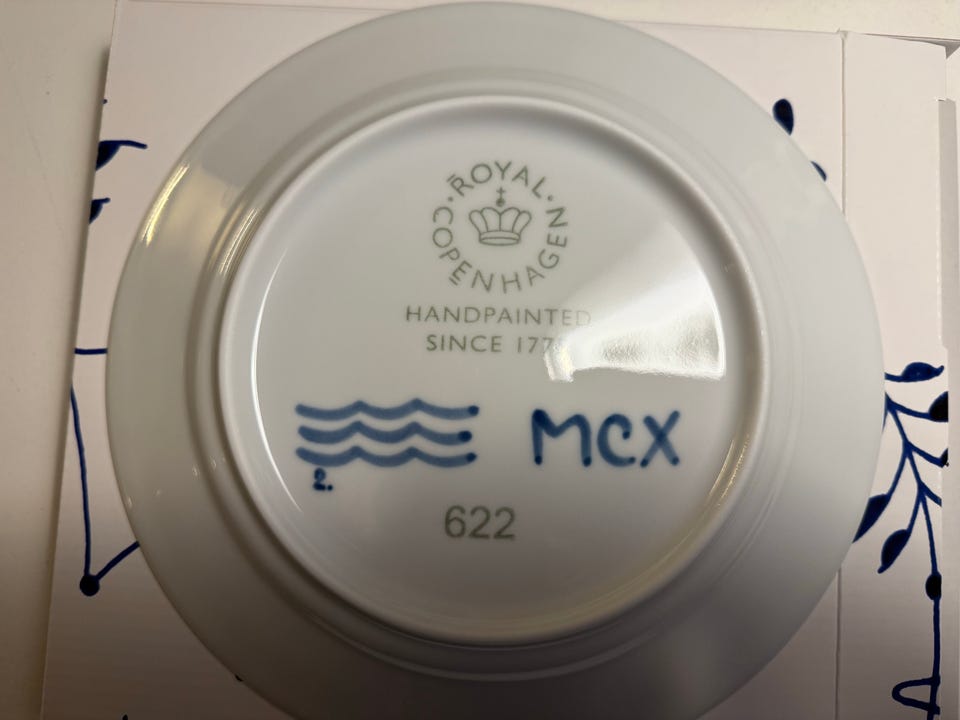 ROYAL
COPENHAGEN
HANDPAINTED
SINCE
MCX
2.
622